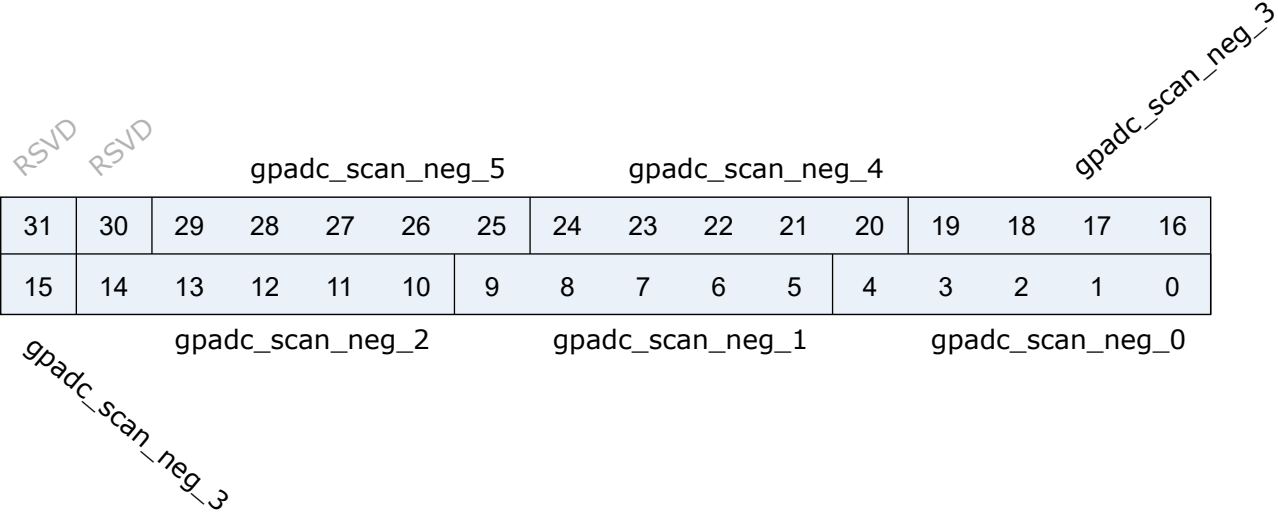 gpadc_scan_neg_3
RSVD RSVD
gpadc_scan_neg_5 gpadc_scan_neg_4
31 30 29 28 27 26 25 24 23 22 21 20 19 18 17 16
15 14 13 12 11 10 9 8 7 6 5 4 3 2 1 0
gpadc_scan_neg_2 gpadc_scan_neg_1 gpadc_scan_neg_0
gpadc_scan_neg_3